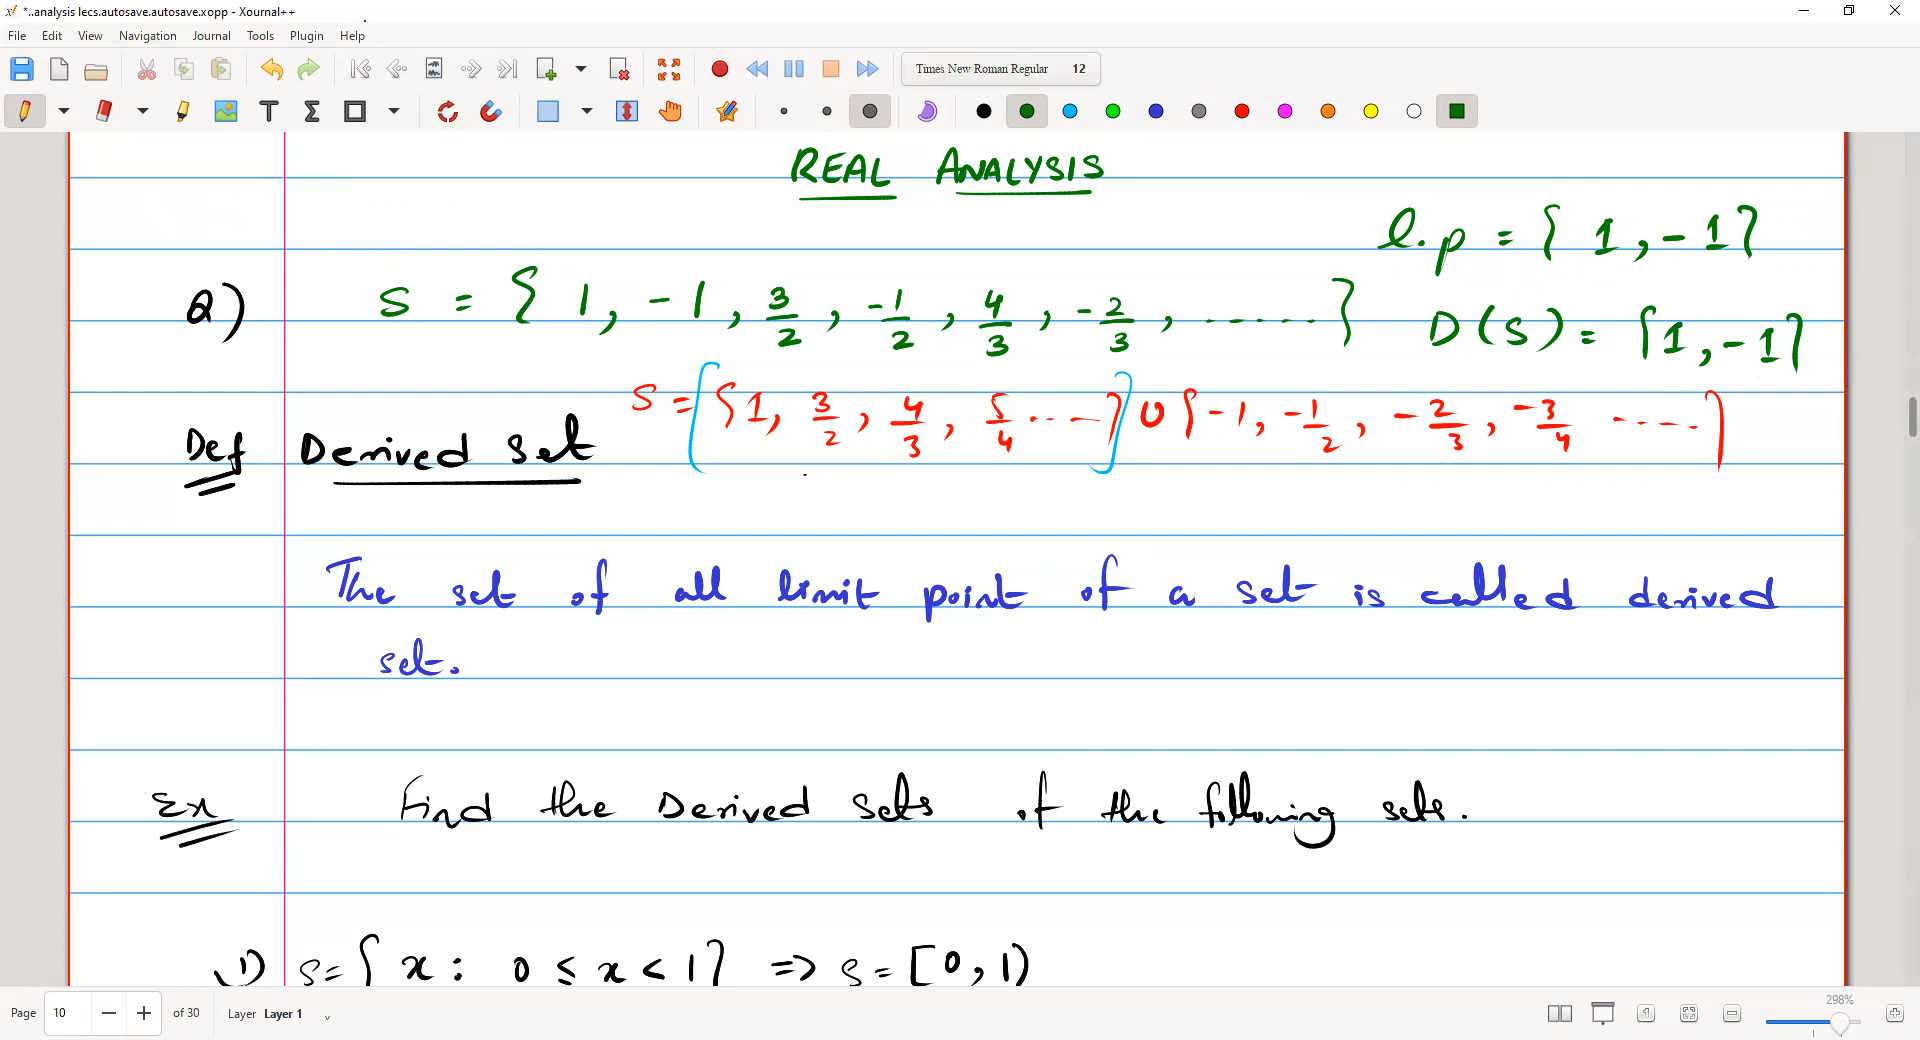 *..analysis lecs.autosave.autosave.xopp - Xournal++
File Edit View Navigation Journal Tools Plugin Help
Times New Roman Regular 12
REAL ANALYSIS
l.p = { 1, -1}
Q) S = { 1, -1, 3/2, -1/2, 4/3, -2/3, ...... }
D(S) = {1, -1}
S = [{1, 3/2, 4/3, 5/4 ....}] ∪ {-1, -1/2, -2/3, -3/4 .....}
Def Derived Set
The set of all limit point of a set is called derived
set.
Ex Find the Derived sets of the following sets.
1) S = { x : 0 ≤ x < 1} => S = [0, 1)
Page 10 of 30 Layer Layer 1
298%